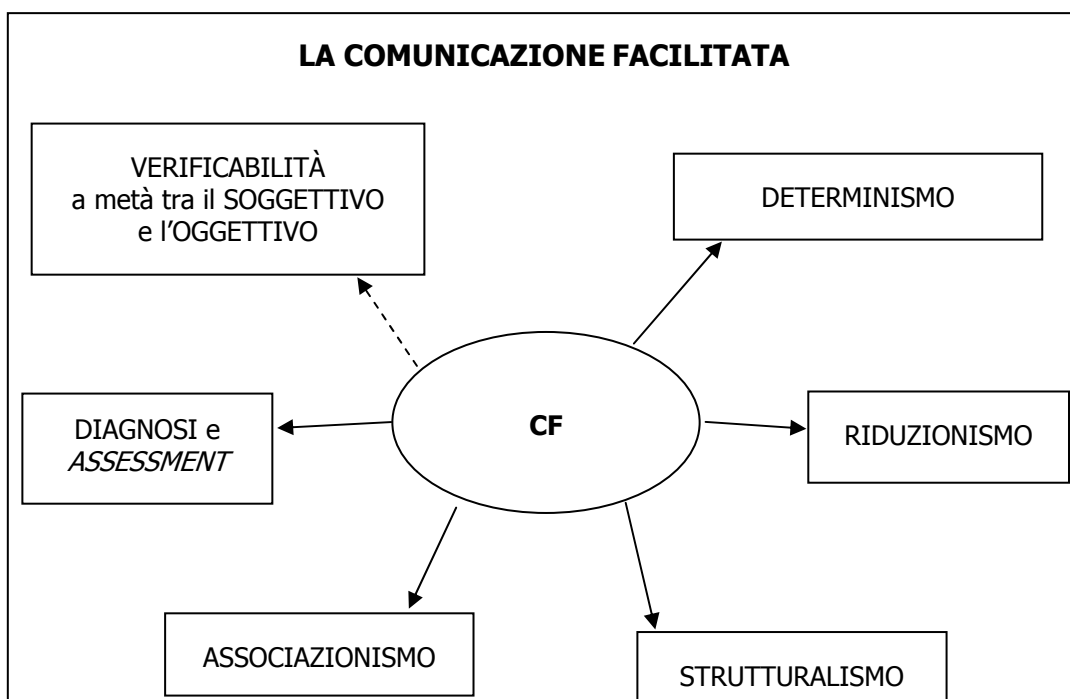 LA COMUNICAZIONE FACILITATA
VERIFICABILITÀ
a metà tra il SOGGETTIVO
e l'OGGETTIVO
DETERMINISMO
DIAGNOSI e
ASSESSMENT
CF
RIDUZIONISMO
ASSOCIAZIONISMO
STRUTTURALISMO